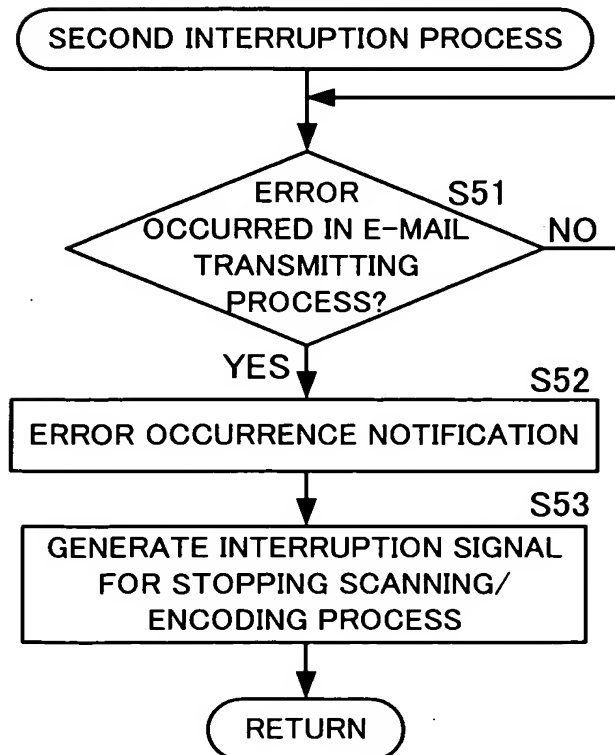 SECOND INTERRUPTION PROCESS
ERROR
S51
OCCURRED IN E-MAIL
NO
TRANSMITTING
PROCESS?
YES
S52
ERROR OCCURRENCE NOTIFICATION
S53
GENERATE INTERRUPTION SIGNAL
FOR STOPPING SCANNING/
ENCODING PROCESS
RETURN